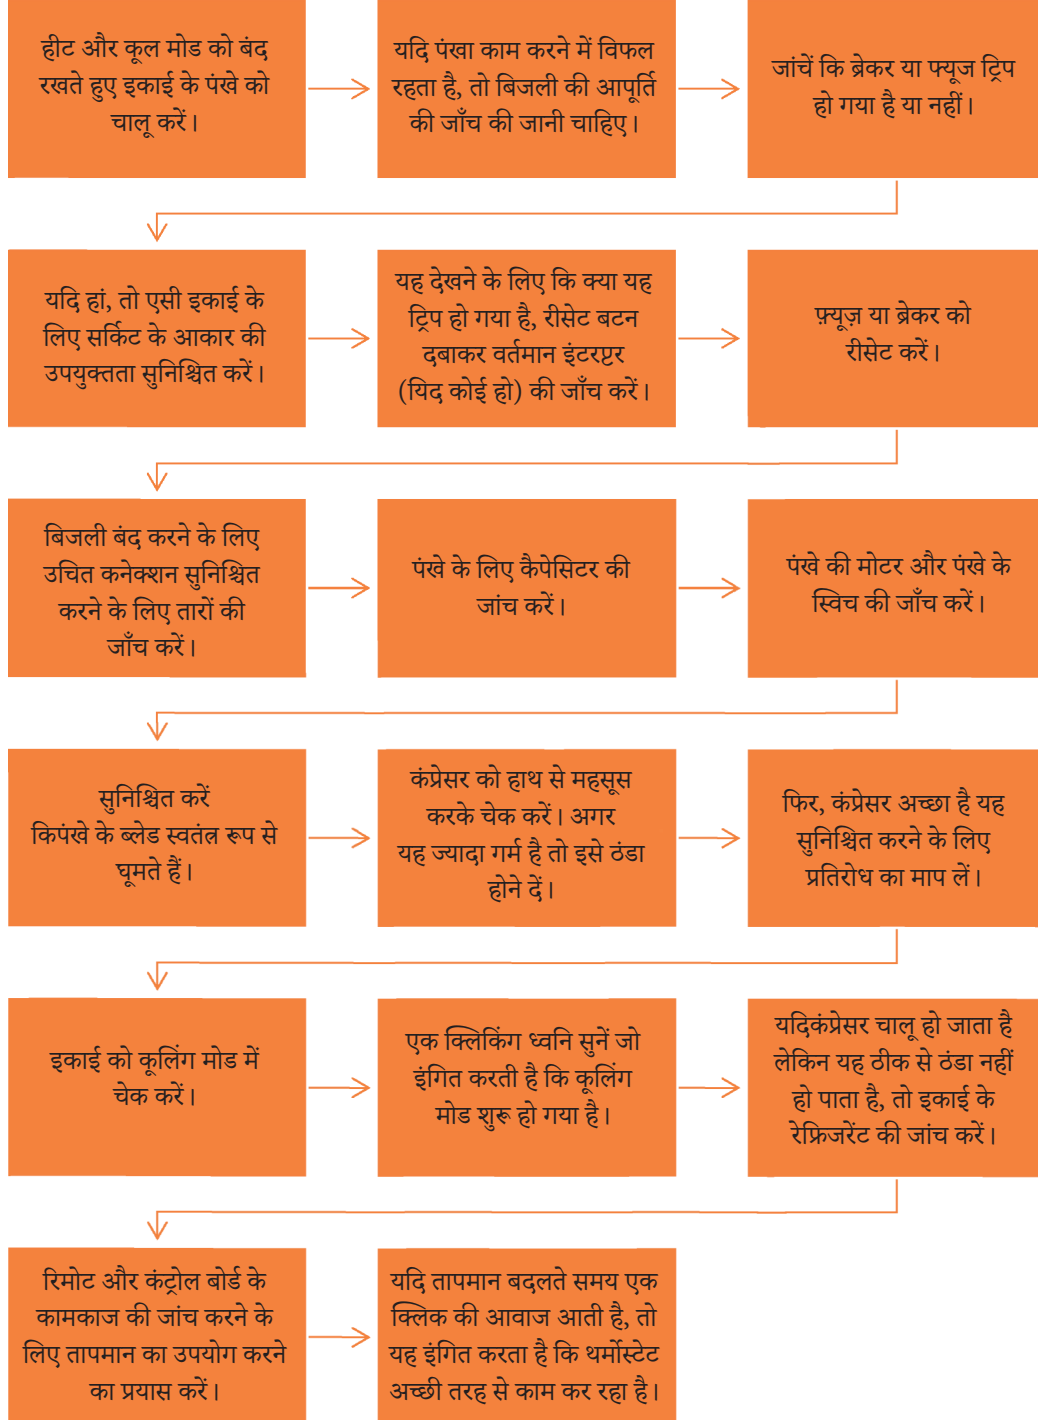 हीट और कूल मोड को बंद
रखते हुए इकाई के पंखे को
चालू करें।
यदि पंखा काम करने में विफल
रहता है, तो बिजली की आपूर्ति
की जाँच की जानी चाहिए।
जांचें कि ब्रेकर या फ्यूज ट्रिप
हो गया है या नहीं।
यदि हां, तो एसी इकाई के
लिए सर्किट के आकार की
उपयुक्तता सुनिश्चित करें।
यह देखने के लिए कि क्या यह
ट्रिप हो गया है, रीसेट बटन
दबाकर वर्तमान इंटरप्टर
(यिद कोई हो) की जाँच करें।
फ़्यूज़ या ब्रेकर को
रीसेट करें।
बिजली बंद करने के लिए
उचित कनेक्शन सुनिश्चित
करने के लिए तारों की
जाँच करें।
पंखे के लिए कैपेसिटर की
जांच करें।
पंखे की मोटर और पंखे के
स्विच की जाँच करें।
सुनिश्चित करें
किपंखे के ब्लेड स्वतंत्र रूप से
घूमते हैं।
कंप्रेसर को हाथ से महसूस
करके चेक करें। अगर
यह ज्यादा गर्म है तो इसे ठंडा
होने दें।
फिर, कंप्रेसर अच्छा है यह
सुनिश्चित करने के लिए
प्रतिरोध का माप लें।
इकाई को कूलिंग मोड में
चेक करें।
एक क्लिकिंग ध्वनि सुनें जो
इंगित करती है कि कूलिंग
मोड शुरू हो गया है।
यदिकंप्रेसर चालू हो जाता है
लेकिन यह ठीक से ठंडा नहीं
हो पाता है, तो इकाई के
रेफ्रिजरेंट की जांच करें।
रिमोट और कंट्रोल बोर्ड के
कामकाज की जांच करने के
लिए तापमान का उपयोग करने
का प्रयास करें।
यदि तापमान बदलते समय एक
क्लिक की आवाज आती है, तो
यह इंगित करता है कि थर्मोस्टेट
अच्छी तरह से काम कर रहा है।